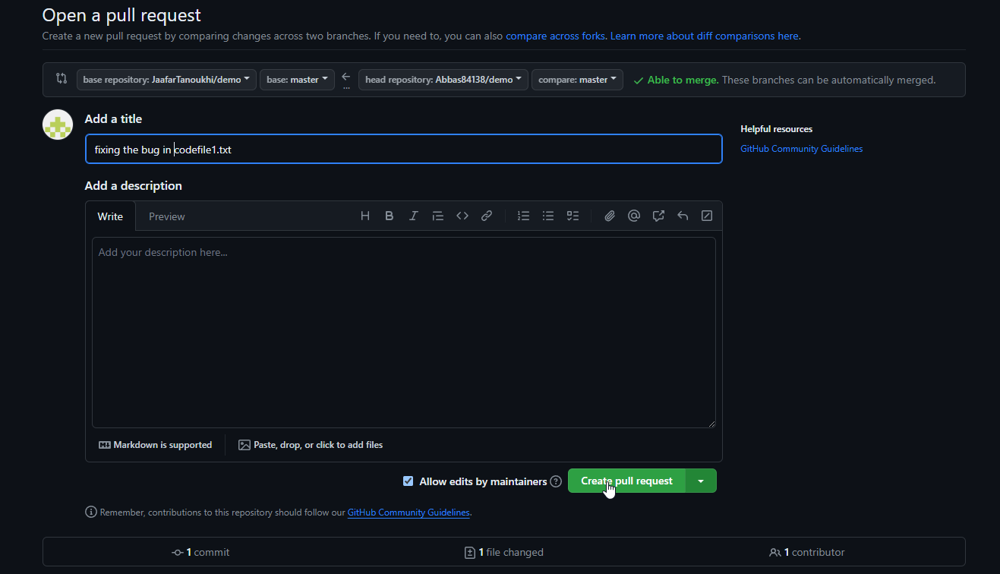 Open a pull request
Create a new pull request by comparing changes across two branches. If you need to, you can also compare across forks. Learn more about diff comparisons here.
base repository: JaafarTanoukhi/demo base: master ... head repository: Abbas84138/demo compare: master Able to merge. These branches can be automatically merged.
Add a title
Helpful resources
fixing the bug in codefile1.txt
GitHub Community Guidelines
Add a description
Write Preview
Add your description here...
Markdown is supported Paste, drop, or click to add files
Allow edits by maintainers Create pull request
Remember, contributions to this repository should follow our GitHub Community Guidelines.
1 commit 1 file changed 1 contributor